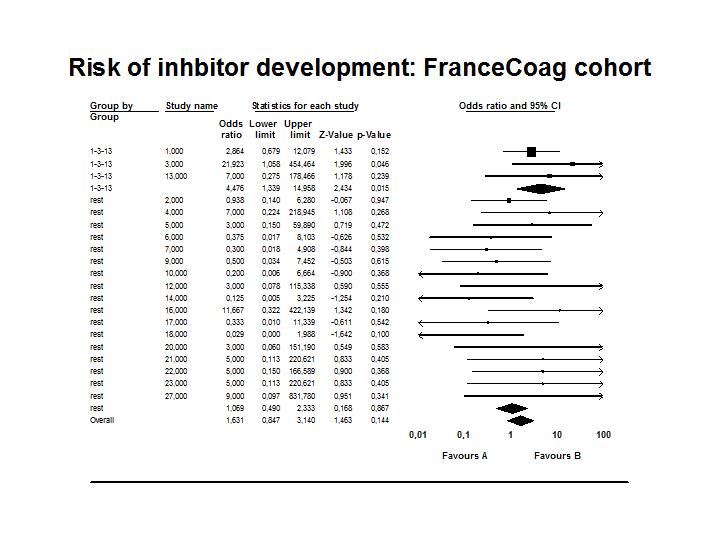 Risk of inhbitor development: FranceCoag cohort
Group by Group Study name Statistics for each study Odds ratio and 95% CI
Odds ratio Lower limit Upper limit Z-Value p-Value
1-3-13 1,000 2,864 0,679 12,079 1,433 0,152
1-3-13 3,000 21,923 1,058 454,464 1,996 0,046
1-3-13 13,000 7,000 0,275 178,466 1,178 0,239
1-3-13 4,476 1,339 14,958 2,434 0,015
rest 2,000 0,938 0,140 6,280 -0,067 0,947
rest 4,000 7,000 0,224 218,945 1,108 0,268
rest 5,000 3,000 0,150 59,890 0,719 0,472
rest 6,000 0,375 0,017 8,103 -0,626 0,532
rest 7,000 0,300 0,018 4,908 -0,844 0,398
rest 9,000 0,500 0,034 7,452 -0,503 0,615
rest 10,000 0,200 0,006 6,664 -0,900 0,368
rest 12,000 3,000 0,078 115,338 0,590 0,555
rest 14,000 0,125 0,005 3,225 -1,254 0,210
rest 16,000 11,667 0,322 422,139 1,342 0,180
rest 17,000 0,333 0,010 11,339 -0,611 0,542
rest 18,000 0,029 0,000 1,988 -1,642 0,100
rest 20,000 3,000 0,060 151,190 0,549 0,583
rest 21,000 5,000 0,113 220,621 0,833 0,405
rest 22,000 5,000 0,150 166,589 0,900 0,368
rest 23,000 5,000 0,113 220,621 0,833 0,405
rest 27,000 9,000 0,097 831,780 0,951 0,341
rest 1,069 0,490 2,333 0,168 0,867
Overall 1,631 0,847 3,140 1,463 0,144
0,01 0,1 1 10 100
Favours A Favours B